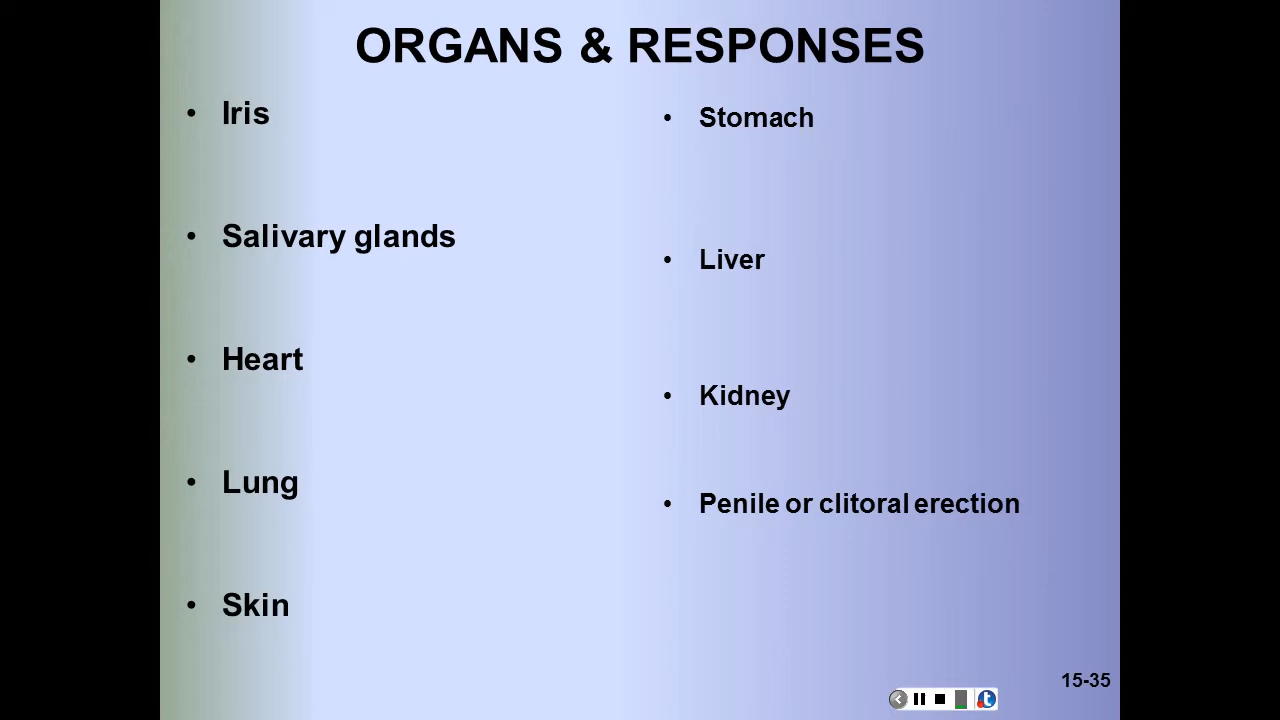 ORGANS & RESPONSES
• Iris
• Salivary glands
• Heart
• Lung
• Skin
• Stomach
• Liver
• Kidney
• Penile or clitoral erection
15-35
t